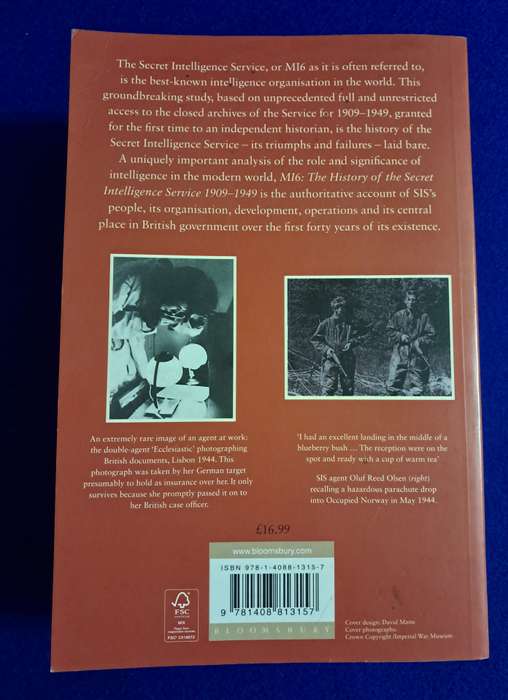 The Secret Intelligence Service, or MI6 as it is often referred to,
is the best-known intelligence organisation in the world. This
groundbreaking study, based on unprecedented full and unrestricted
access to the closed archives of the Service for 1909–1949, granted
for the first time to an independent historian, is the history of the
Secret Intelligence Service – its triumphs and failures – laid bare.
A uniquely important analysis of the role and significance of
intelligence in the modern world, MI6: The History of the Secret
Intelligence Service 1909–1949 is the authoritative account of SIS's
people, its organisation, development, operations and its central
place in British government over the first forty years of its existence.
An extremely rare image of an agent at work:
the double-agent 'Ecclesiastic' photographing
British documents, Lisbon 1944. This
photograph was taken by her German target
presumably to hold as insurance over her. It only
survives because she promptly passed it on to
her British case officer.
'I had an excellent landing in the middle of a
blueberry bush ... The reception were on the
spot and ready with a cup of warm tea'
SIS agent Oluf Reed Olsen (right)
recalling a hazardous parachute drop
into Occupied Norway in May 1944.
£16.99
www.bloomsbury.com
ISBN 978-1-4088-1315-7
9 781408 813157
BLOOMSBURY
FSC
MIX
Cover design: David Mann
Cover photographs:
Crown Copyright /Imperial War Museum